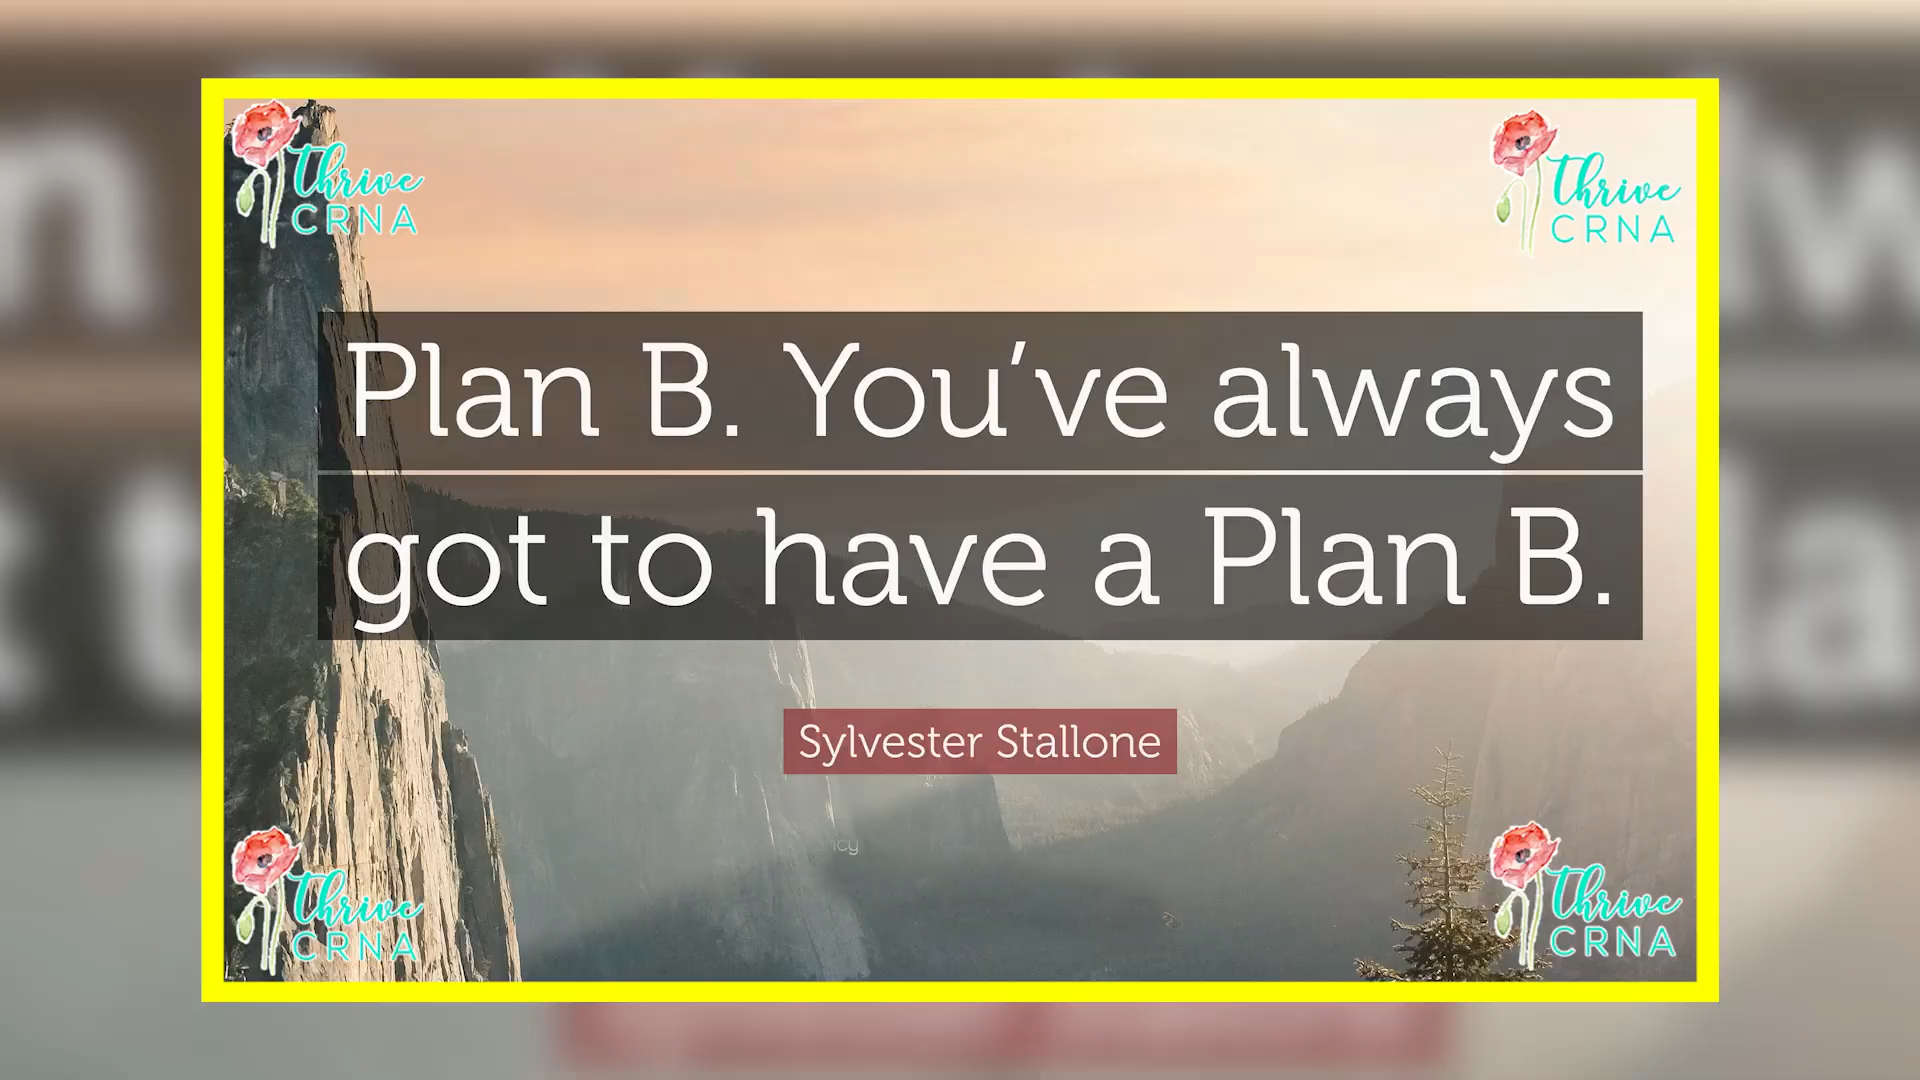 Thrive
CRNA
Thrive
CRNA
Plan B. You’ve always
got to have a Plan B.
Sylvester Stallone
Thrive
CRNA
Thrive
CRNA